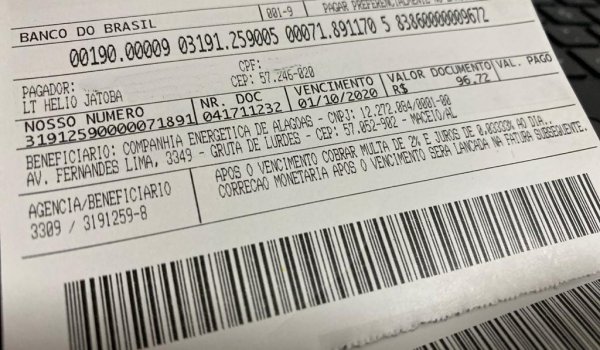 BANCO DO BRASIL 001-9 PAGAR PREFERENCIALMENTE NO B
00190.00009 03191.259005 00071.891170 5 83860000009672
PAGADOR: CPF:
LT HELIO JATOBA CEP: 57.246-020
NOSSO NUMERO NR. DOC VENCIMENTO VALOR DOCUMENTO VAL. PAGO
31912590000071891 041711232 01/10/2020 R$ 96.72
BENEFICIARIO: COMPANHIA ENERGETICA DE ALAGOAS - CNPJ: 12.272.084/0001-00
AV. FERNANDES LIMA, 3349 - GRUTA DE LURDES - CEP: 57.052-902 - MACEIO/AL
AGENCIA/BENEFICIARIO
3309 / 3191259-8
APOS O VENCIMENTO COBRAR MULTA DE 2% E JUROS DE 0.03333% AO DIA..
CORRECAO MONETARIA APOS O VENCIMENTO SERA LANCADA NA FATURA SUBSEQUENTE.